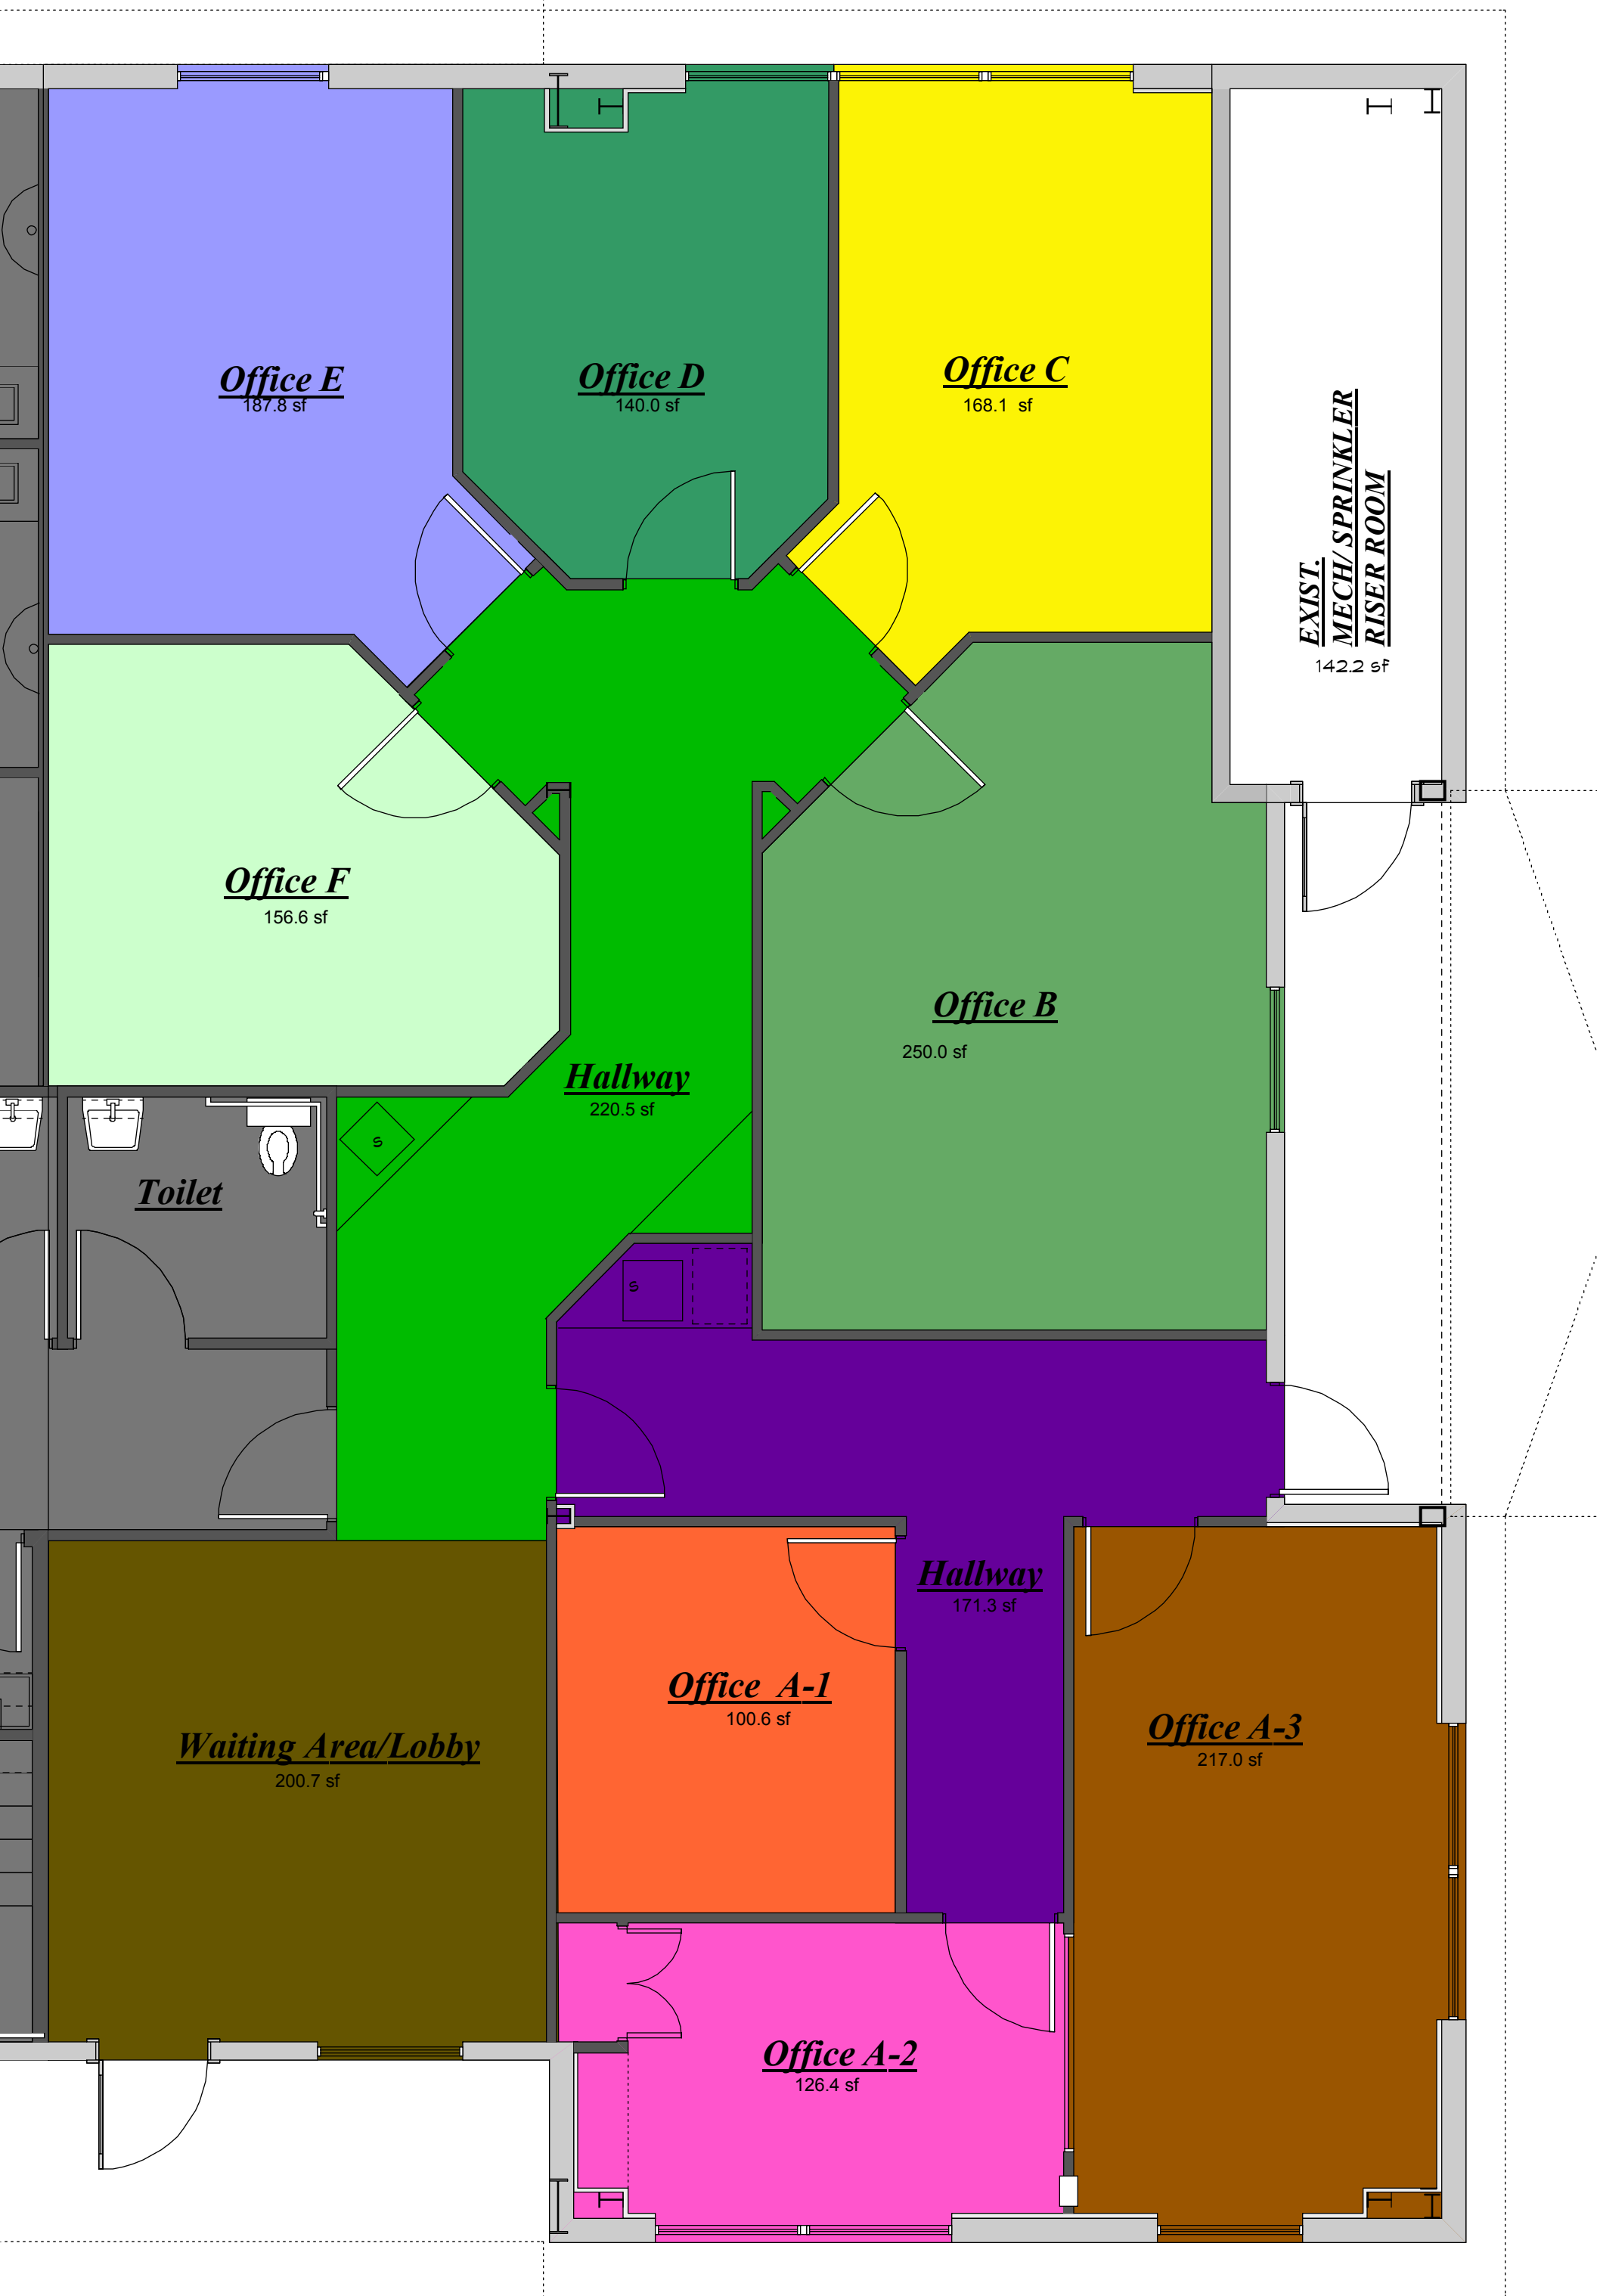 Office E
187.8 sf
Office D
140.0 sf
Office C
168.1 sf
EXIST.
MECH/ SPRINKLER
RISER ROOM
142.2 sf
Office F
156.6 sf
Office B
250.0 sf
Hallway
220.5 sf
S
Toilet
S
Hallway
171.3 sf
Office A-1
100.6 sf
Office A-3
217.0 sf
Waiting Area/Lobby
200.7 sf
Office A-2
126.4 sf